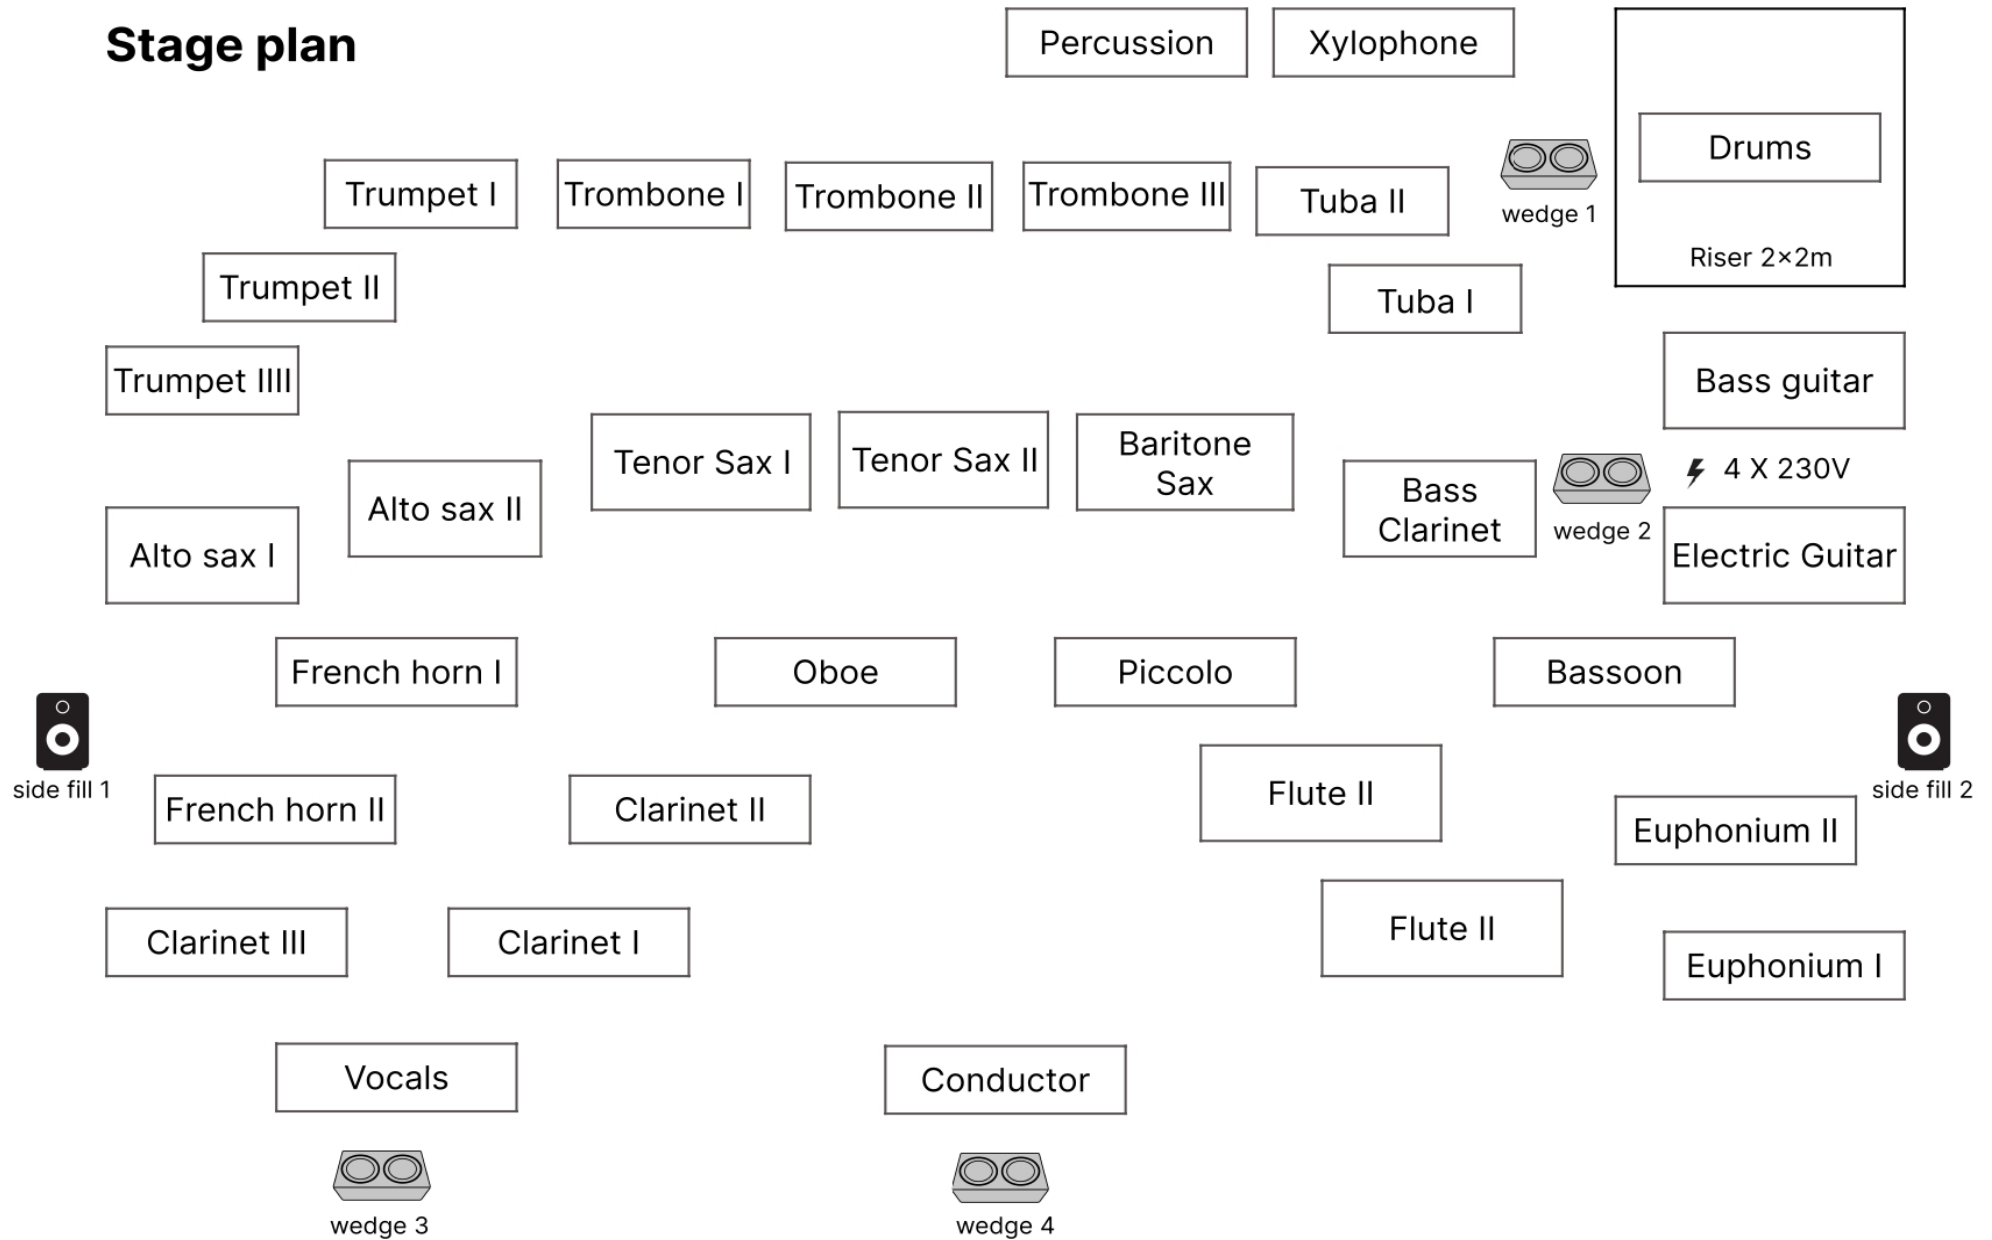 Stage plan
Percussion
Xylophone
Drums
Riser 2×2m
Trumpet I
Trombone I
Trombone II
Trombone III
Tuba II
wedge 1
Trumpet II
Tuba I
Trumpet IIII
Bass guitar
Tenor Sax I
Tenor Sax II
Baritone
Sax
4 X 230V
Alto sax II
Bass
Clarinet
wedge 2
Alto sax I
Electric Guitar
French horn I
Oboe
Piccolo
Bassoon
side fill 1
side fill 2
French horn II
Clarinet II
Flute II
Euphonium II
Clarinet III
Clarinet I
Flute II
Euphonium I
Vocals
Conductor
wedge 3
wedge 4